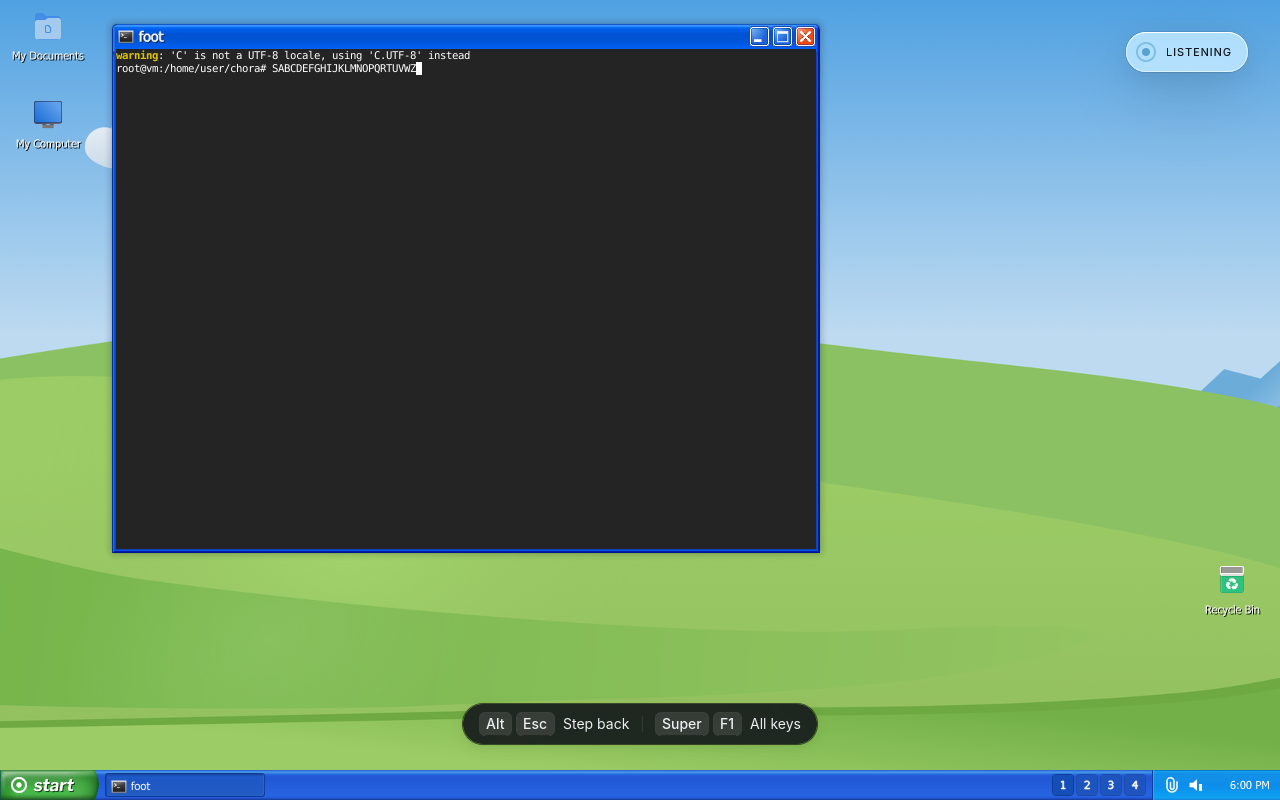 My Documents
My Computer
foot
warning: 'C' is not a UTF-8 locale, using 'C.UTF-8' instead
root@vm:/home/user/chora# SABCDEFGHIJKLMNOPQRTUVWZ
LISTENING
Recycle Bin
Alt Esc Step back Super F1 All keys
start foot 1 2 3 4 6:00 PM